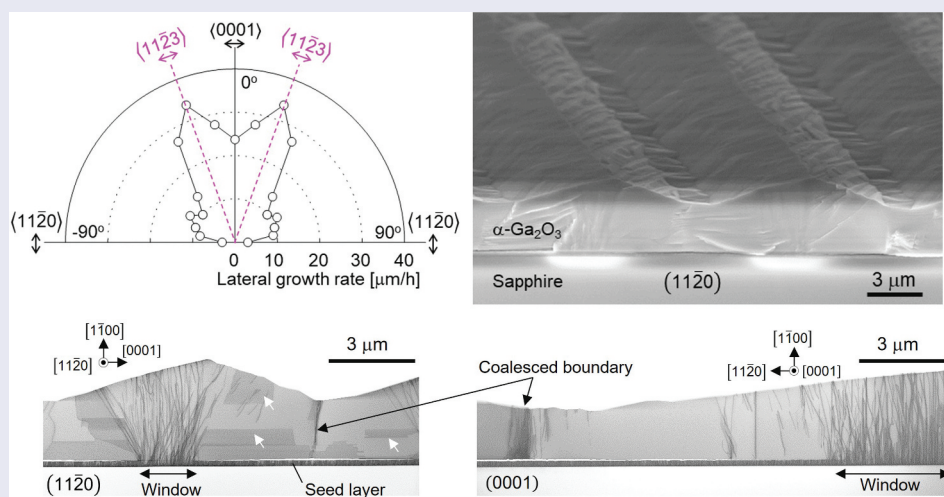 ⟨0001⟩
⟨112̄3⟩
⟨112̄3⟩
0°
⟨112̄0⟩
-90°
90°
⟨112̄0⟩
0 10 20 30 40
Lateral growth rate [μm/h]
α-Ga₂O₃
Sapphire
(112̄0)
3 μm
[11̄00]
[112̄0]
[0001]
3 μm
(112̄0)
Window
Seed layer
Coalesced boundary
[11̄00]
[112̄0]
[0001]
3 μm
(0001)
Window